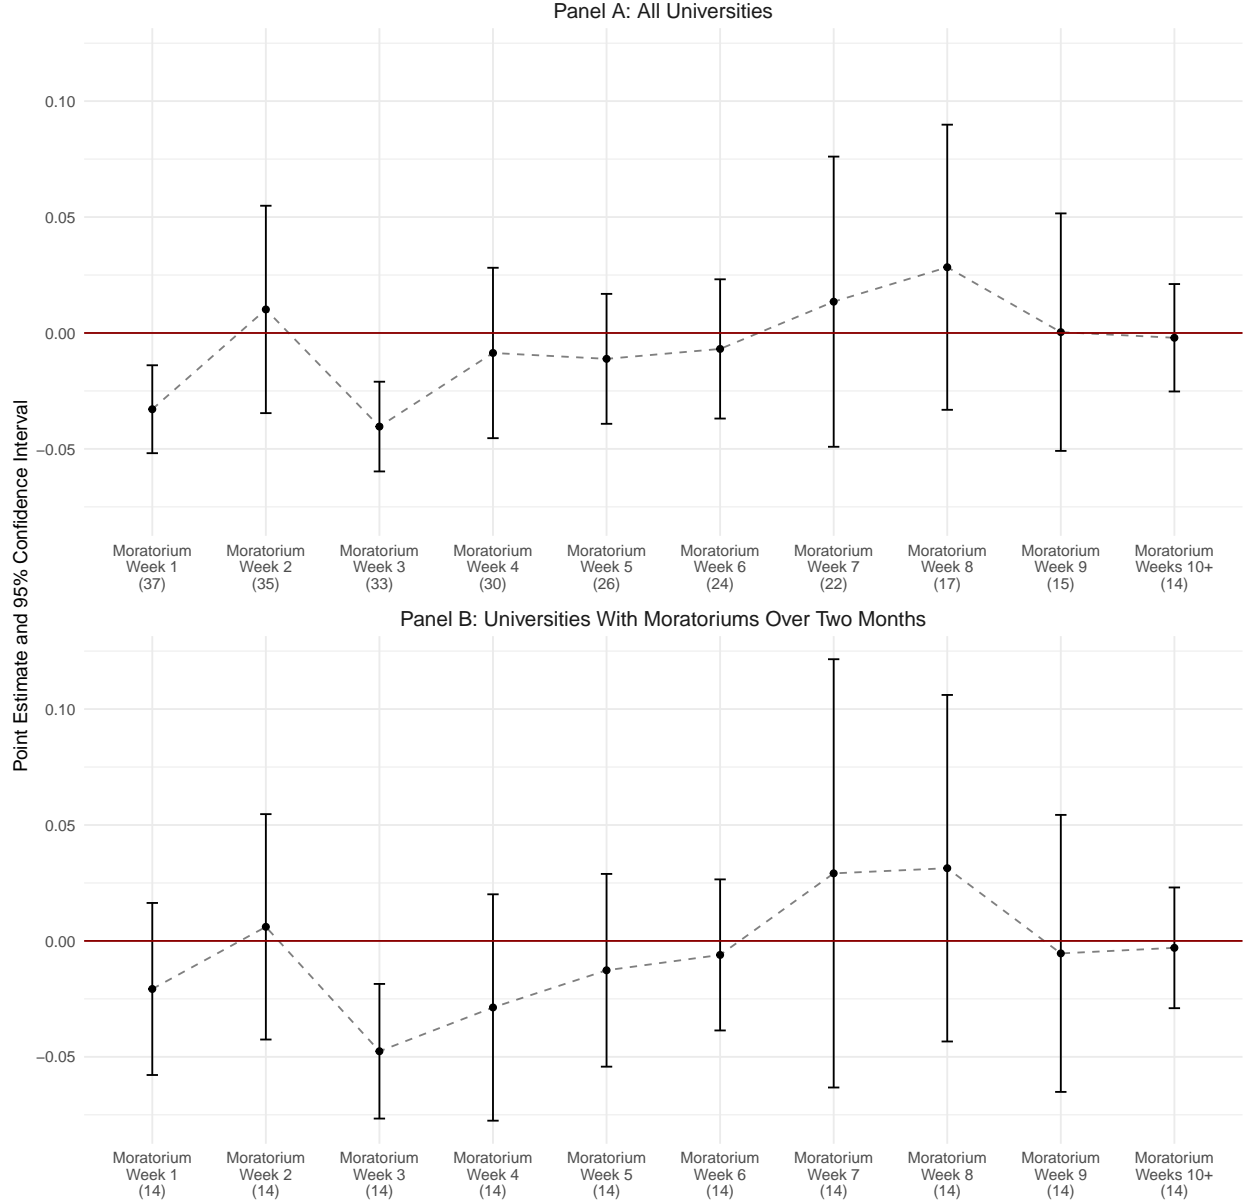 Panel A: All Universities
Point Estimate and 95% Confidence Interval
0.10
0.05
0.00
−0.05
Moratorium Moratorium Moratorium Moratorium Moratorium Moratorium Moratorium Moratorium Moratorium Moratorium
Week 1 Week 2 Week 3 Week 4 Week 5 Week 6 Week 7 Week 8 Week 9 Weeks 10+
(37) (35) (33) (30) (26) (24) (22) (17) (15) (14)
Panel B: Universities With Moratoriums Over Two Months
0.10
0.05
0.00
−0.05
Moratorium Moratorium Moratorium Moratorium Moratorium Moratorium Moratorium Moratorium Moratorium Moratorium
Week 1 Week 2 Week 3 Week 4 Week 5 Week 6 Week 7 Week 8 Week 9 Weeks 10+
(14) (14) (14) (14) (14) (14) (14) (14) (14) (14)